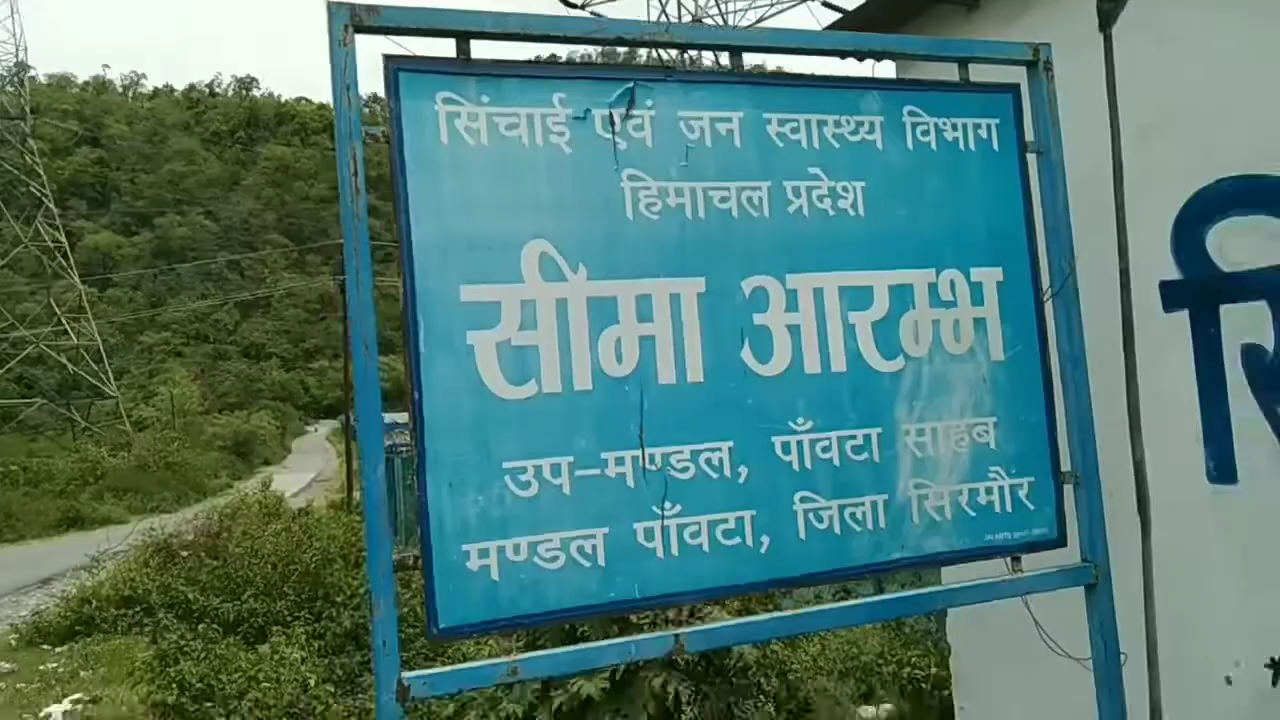 सिंचाई एवं जन स्वास्थ्य विभाग
हिमाचल प्रदेश
सीमा आरम्भ
उप-मण्डल, पाँवटा साहब
मण्डल पाँवटा, जिला सिरमौर